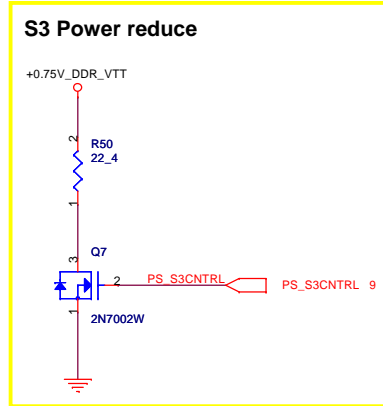 S3 Power reduce
+0.75V_DDR_VTT
2
R50
22_4
1
3
Q7
2
PS_S3CNTRL
PS_S3CNTRL 9
1
2N7002W